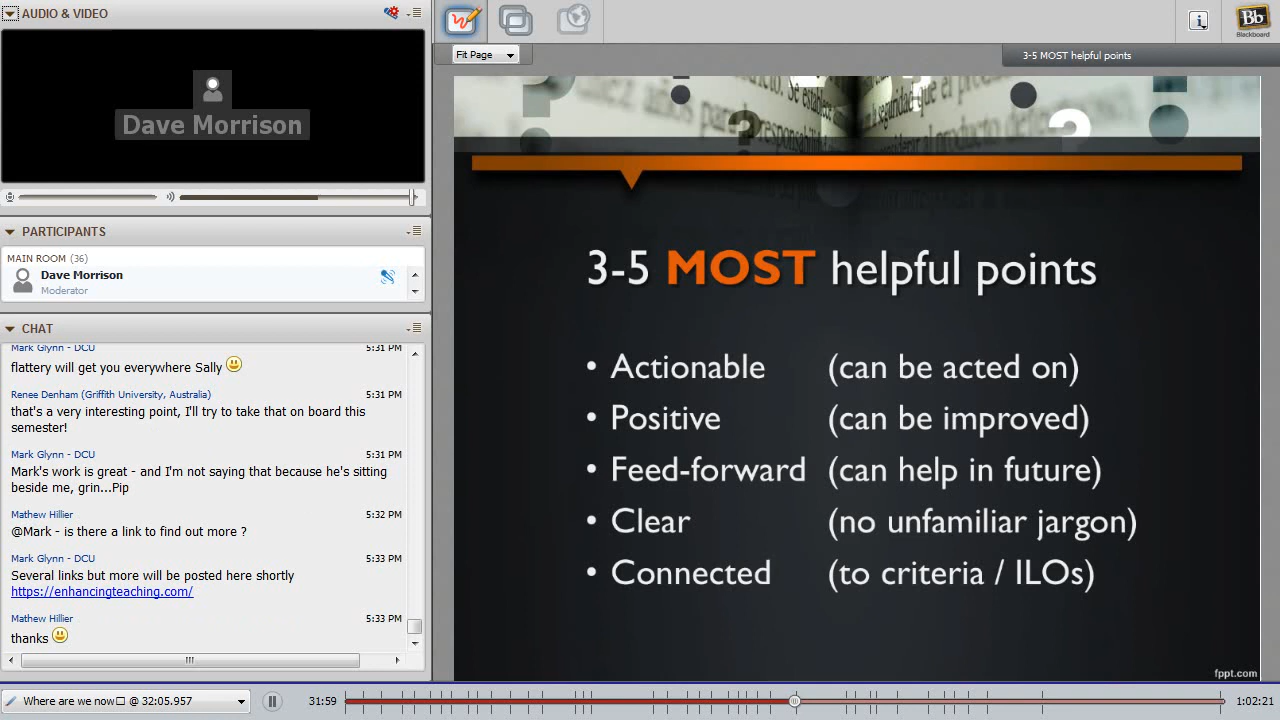 AUDIO & VIDEO
Dave Morrison
PARTICIPANTS
MAIN ROOM (36)
Dave Morrison
Moderator
CHAT
Mark Glynn - DCU 5:31 PM
flattery will get you everywhere Sally
Renee Denham (Griffith University, Australia) 5:31 PM
that's a very interesting point, I'll try to take that on board this
semester!
Mark Glynn - DCU 5:31 PM
Mark's work is great - and I'm not saying that because he's sitting
beside me, grin...Pip
Mathew Hillier 5:32 PM
@Mark - is there a link to find out more ?
Mark Glynn - DCU 5:33 PM
Several links but more will be posted here shortly
https://enhancingteaching.com/
Mathew Hillier 5:33 PM
thanks
Fit Page
3-5 MOST helpful points
Bb
Blackboard
3-5 MOST helpful points
• Actionable (can be acted on)
• Positive (can be improved)
• Feed-forward (can help in future)
• Clear (no unfamiliar jargon)
• Connected (to criteria / ILOs)
fppt.com
Where are we now□ @ 32:05.957
31:59
1:02:21